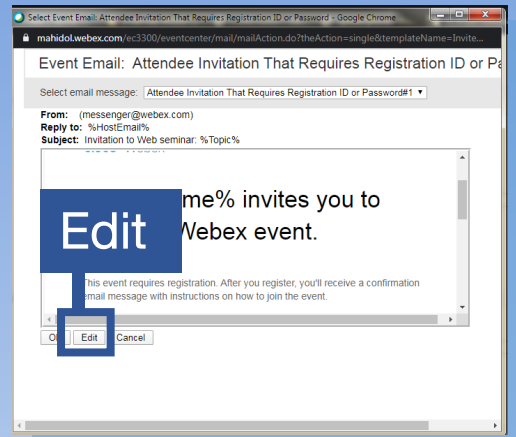 Select Event Email: Attendee Invitation That Requires Registration ID or Password - Google Chrome
mahidol.webex.com/ec3300/eventcenter/mail/mailAction.do?theAction=single&templateName=Invite...
Event Email: Attendee Invitation That Requires Registration ID or Pa
Select email message: Attendee Invitation That Requires Registration ID or Password#1
From: (messenger@webex.com)
Reply to: %HostEmail%
Subject: Invitation to Web seminar: %Topic%
me% invites you to
Webex event.
Edit
This event requires registration. After you register, you'll receive a confirmation
email message with instructions on how to join the event.
Edit Cancel